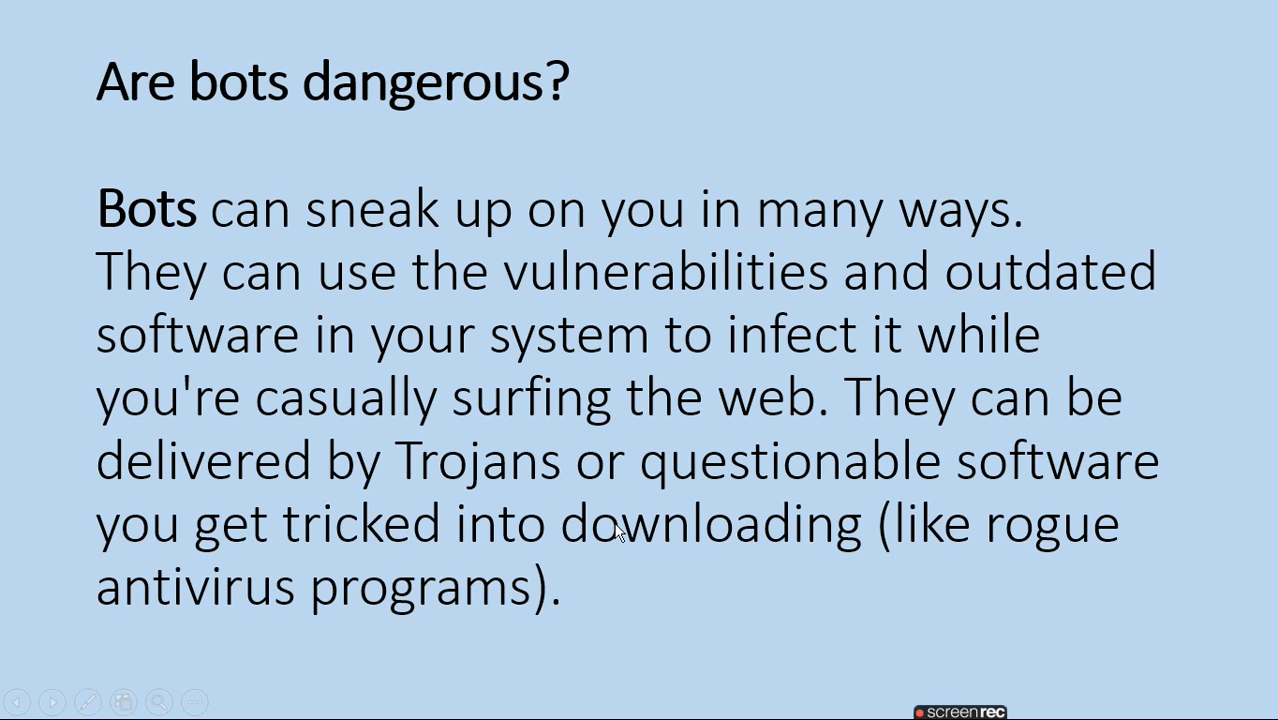 Are bots dangerous?
Bots can sneak up on you in many ways.
They can use the vulnerabilities and outdated
software in your system to infect it while
you're casually surfing the web. They can be
delivered by Trojans or questionable software
you get tricked into downloading (like rogue
antivirus programs).
screenrec